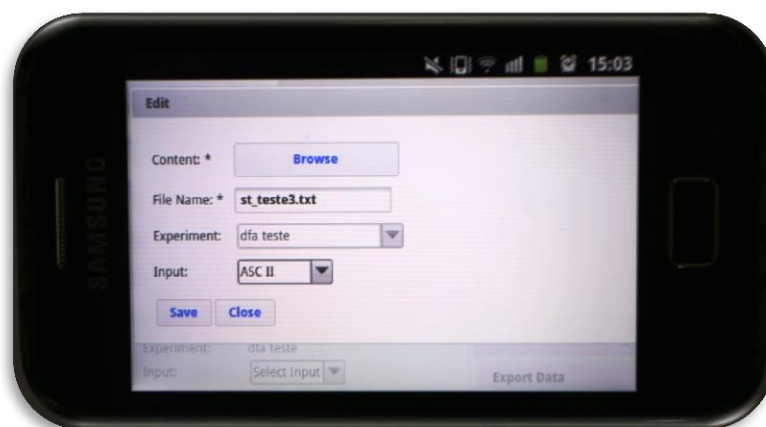 15:03
Edit
Content: * Browse
File Name: * st_teste3.txt
Experiment: dfa teste
Input: ASC II
Save Close
Experiment: dfa teste
Input: Select Input
Export Data
SAMSUNG